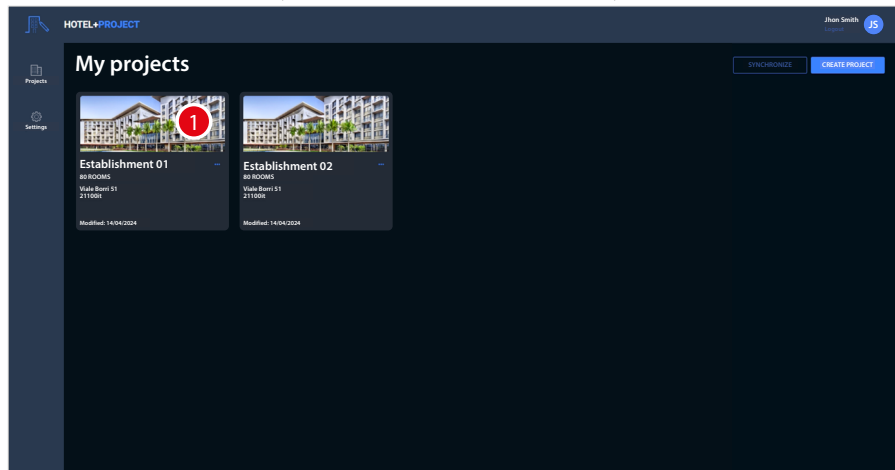 HOTEL+PROJECT
Jhon Smith
Logout
JS
Projects
Settings
My projects
SYNCHRONIZE
CREATE PROJECT
1
Establishment 01
...
80 ROOMS
Viale Borri 51
21100it
Modified: 14/04/2024
Establishment 02
...
80 ROOMS
Viale Borri 51
21100it
Modified: 14/04/2024